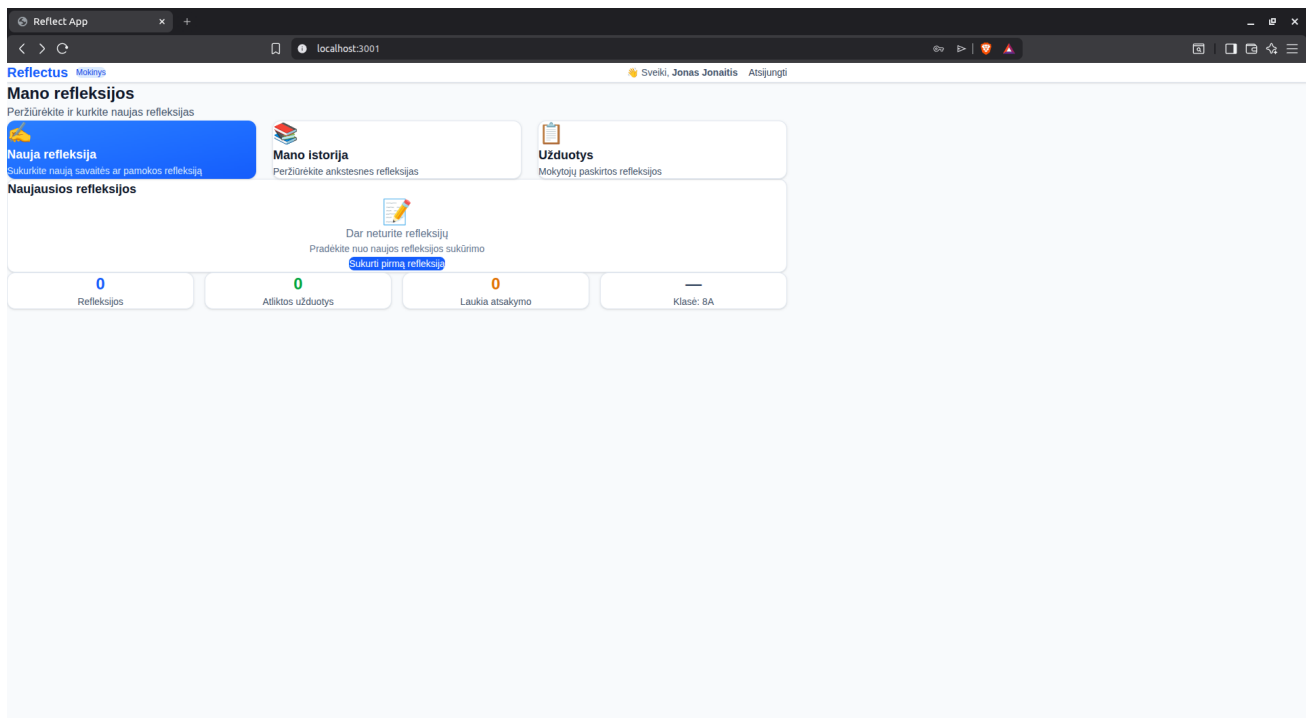 Reflect App
localhost:3001
Reflectus Mokinys
👋 Sveiki, Jonas Jonaitis Atsijungti
Mano refleksijos
Peržiūrėkite ir kurkite naujas refleksijas
Nauja refleksija
Sukurkite naują savaitės ar pamokos refleksiją
Mano istorija
Peržiūrėkite ankstesnes refleksijas
Užduotys
Mokytojų paskirtos refleksijos
Naujausios refleksijos
Dar neturite refleksijų
Pradėkite nuo naujos refleksijos sukūrimo
Sukurti pirmą refleksiją
0
Refleksijos
0
Atliktos užduotys
0
Laukia atsakymo
—
Klasė: 8A